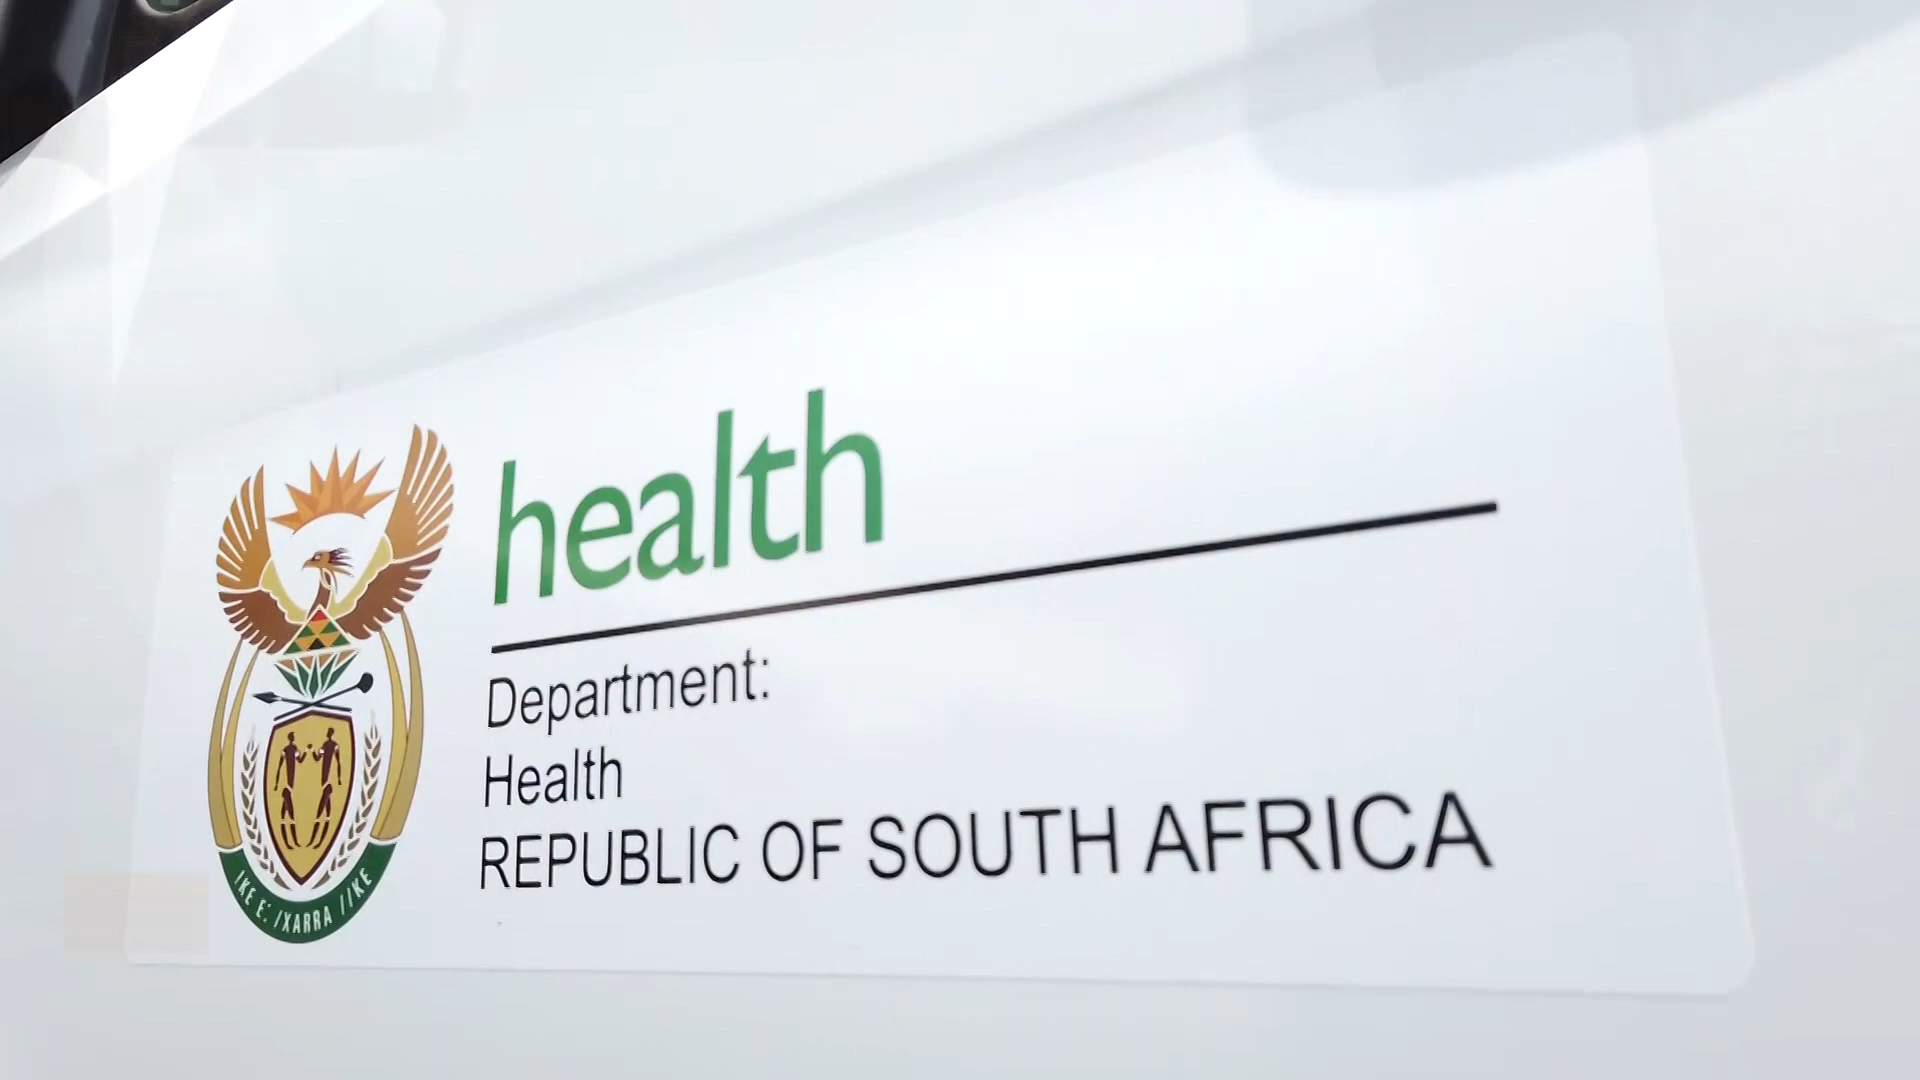 health
Department:
Health
REPUBLIC OF SOUTH AFRICA
!KE E: /XARRA //KE